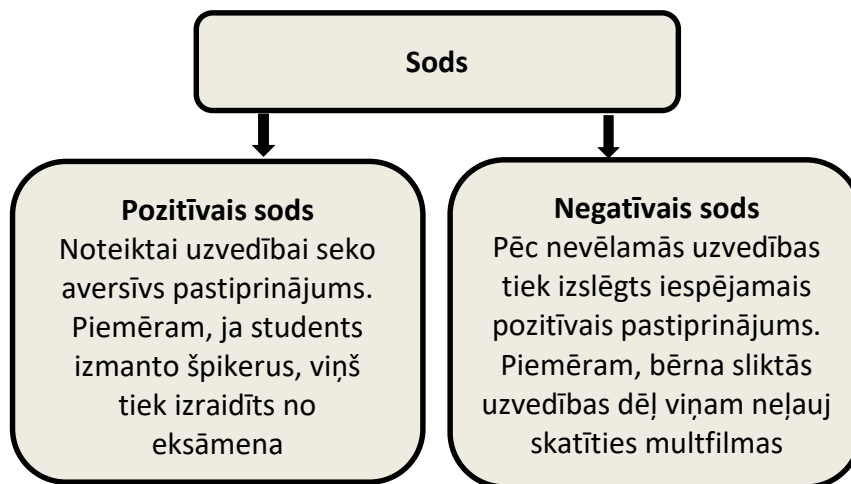 Sods
Pozitīvais sods
Noteiktai uzvedībai seko
aversīvs pastiprinājums.
Piemēram, ja students
izmanto špikerus, viņš
tiek izraidīts no
eksāmena
Negatīvais sods
Pēc nevēlamās uzvedības
tiek izslēgts iespējamais
pozitīvais pastiprinājums.
Piemēram, bērna sliktās
uzvedības dēļ viņam neļauj
skatīties multfilmas